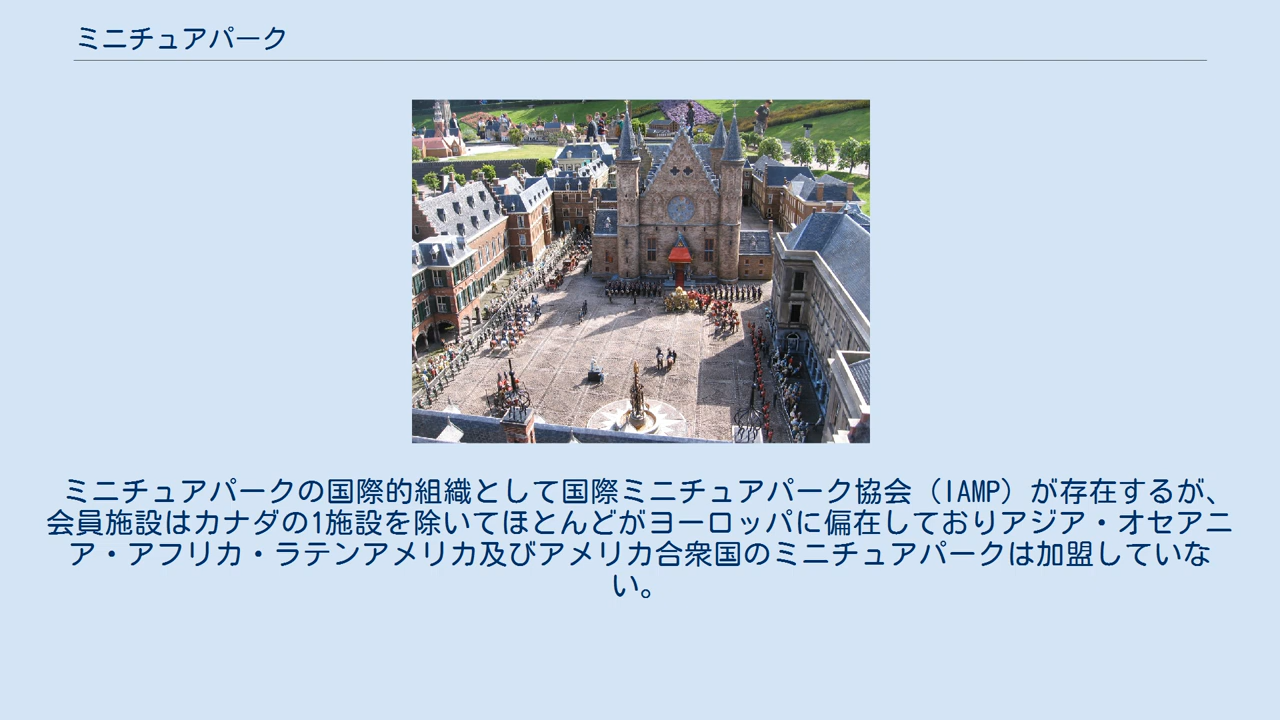 ミニチュアパーク
ミニチュアパークの国際的組織として国際ミニチュアパーク協会（IAMP）が存在するが、
会員施設はカナダの1施設を除いてほとんどがヨーロッパに偏在しておりアジア・オセアニ
ア・アフリカ・ラテンアメリカ及びアメリカ合衆国のミニチュアパークは加盟していな
い。